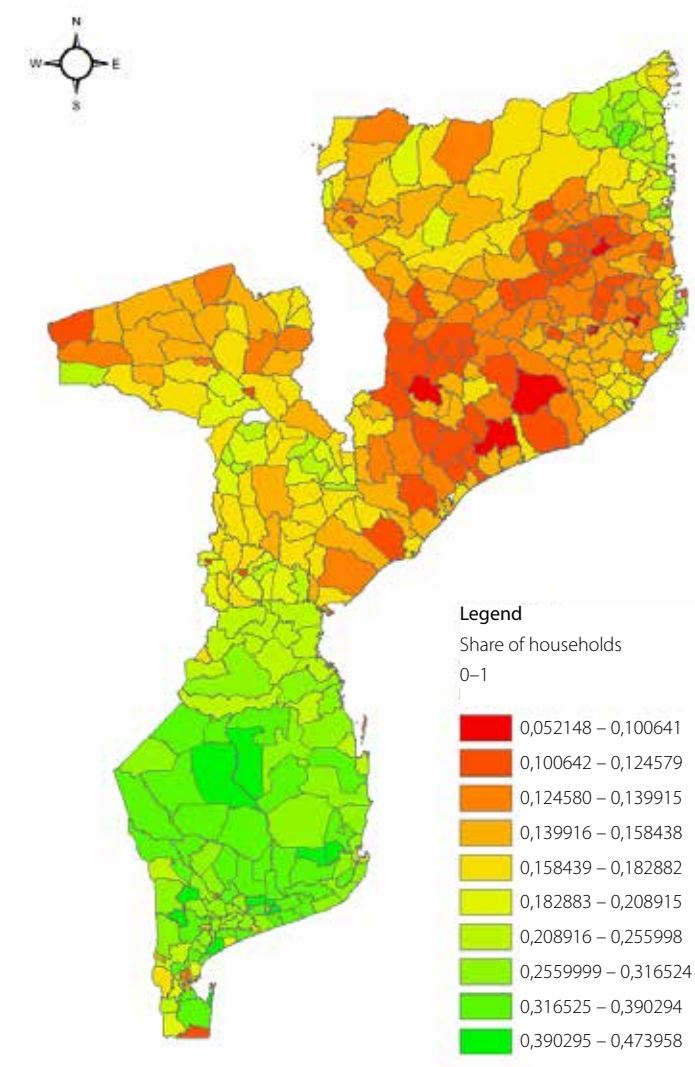 N
W E
S
Legend
Share of households
0–1
0,052148 – 0,100641
0,100642 – 0,124579
0,124580 – 0,139915
0,139916 – 0,158438
0,158439 – 0,182882
0,182883 – 0,208915
0,208916 – 0,255998
0,2559999 – 0,316524
0,316525 – 0,390294
0,390295 – 0,473958